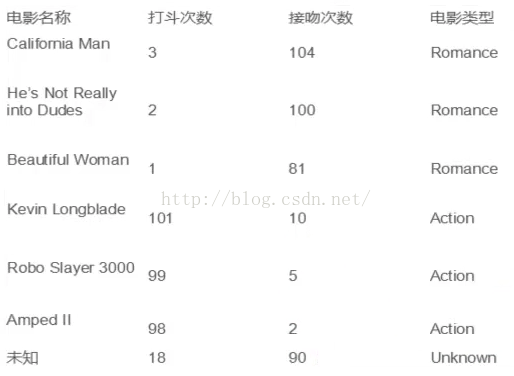 电影名称 打斗次数 接吻次数 电影类型
California Man 3 104 Romance
He's Not Really
into Dudes 2 100 Romance
Beautiful Woman 1 81 Romance
http://blog.csdn.net/
Kevin Longblade 101 10 Action
Robo Slayer 3000 99 5 Action
Amped II 98 2 Action
未知 18 90 Unknown